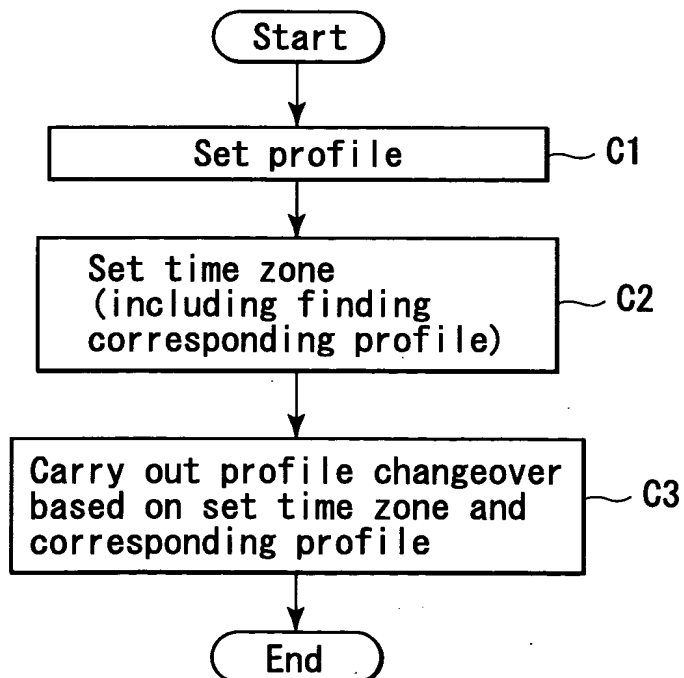 Start
Set profile
C1
Set time zone
(including finding
corresponding profile)
C2
Carry out profile changeover
based on set time zone and
corresponding profile
C3
End